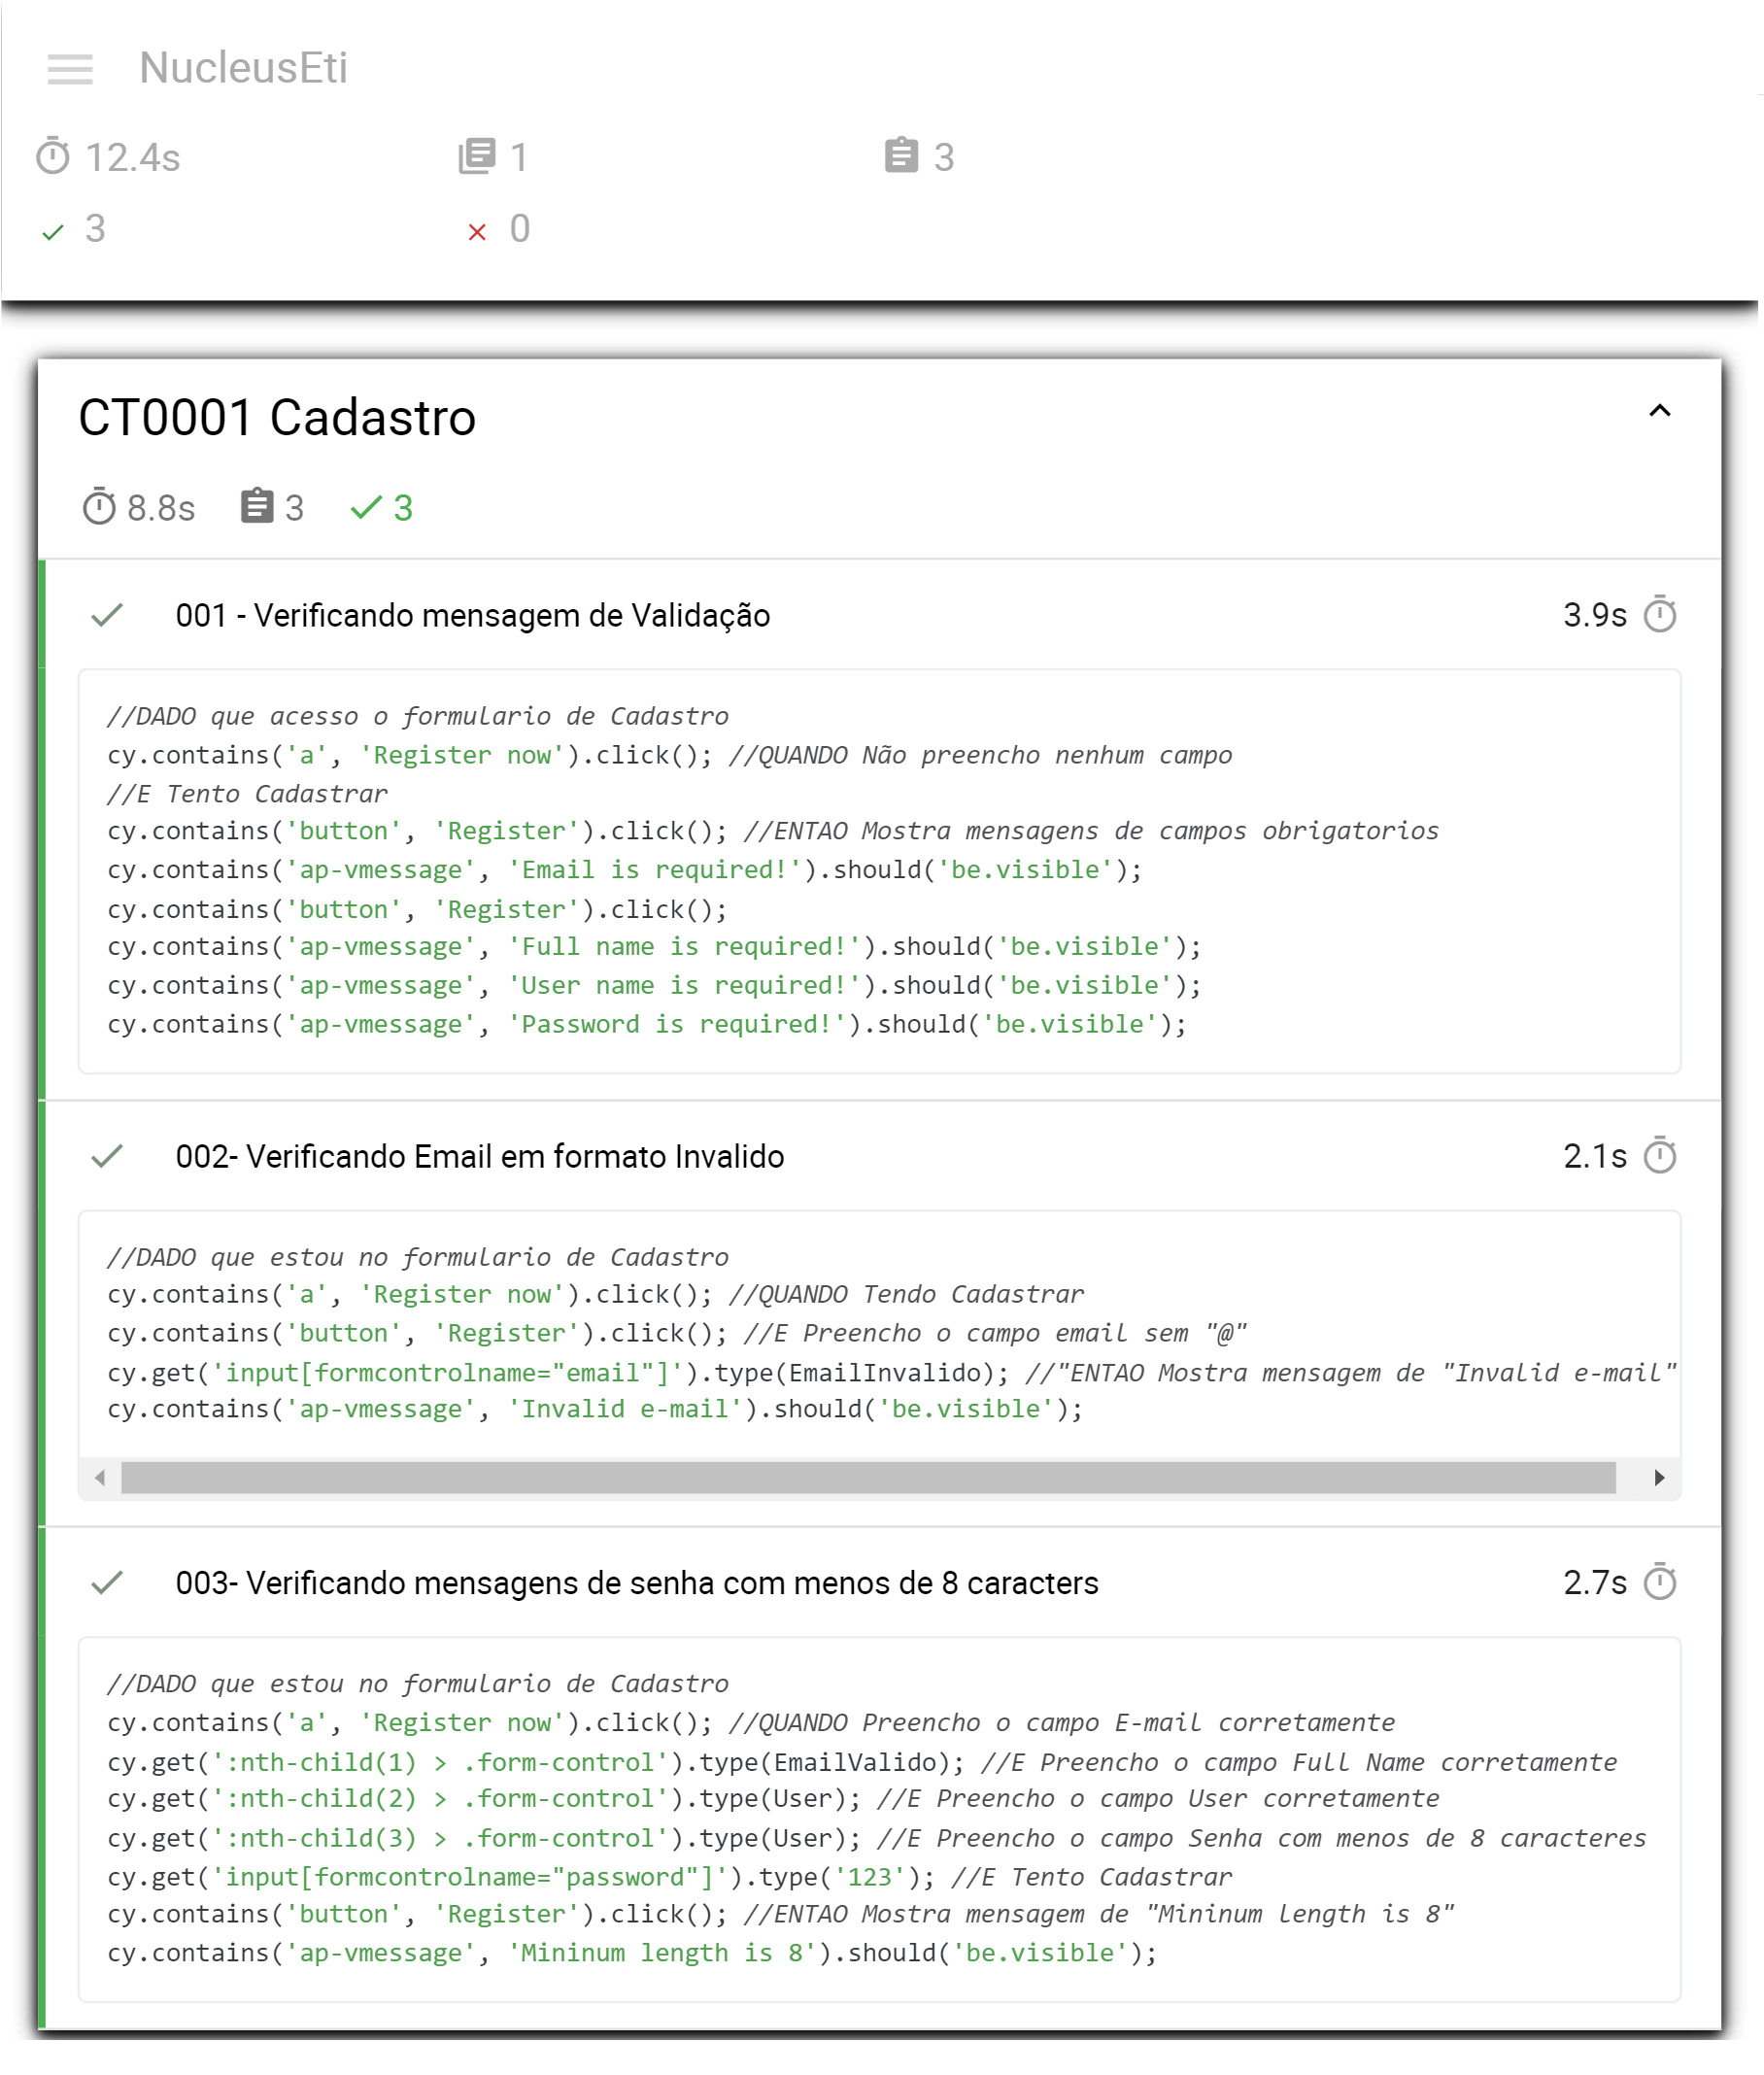 NucleusEti
12.4s 1 3
3 0
CT0001 Cadastro
8.8s 3 3
001 - Verificando mensagem de Validação 3.9s
//DADO que acesso o formulario de Cadastro
cy.contains('a', 'Register now').click(); //QUANDO Não preencho nenhum campo
//E Tento Cadastrar
cy.contains('button', 'Register').click(); //ENTAO Mostra mensagens de campos obrigatorios
cy.contains('ap-vmessage', 'Email is required!').should('be.visible');
cy.contains('button', 'Register').click();
cy.contains('ap-vmessage', 'Full name is required!').should('be.visible');
cy.contains('ap-vmessage', 'User name is required!').should('be.visible');
cy.contains('ap-vmessage', 'Password is required!').should('be.visible');
002- Verificando Email em formato Invalido 2.1s
//DADO que estou no formulario de Cadastro
cy.contains('a', 'Register now').click(); //QUANDO Tendo Cadastrar
cy.contains('button', 'Register').click(); //E Preencho o campo email sem "@"
cy.get('input[formcontrolname="email"]').type(EmailInvalido); //"ENTAO Mostra mensagem de "Invalid e-mail"
cy.contains('ap-vmessage', 'Invalid e-mail').should('be.visible');
003- Verificando mensagens de senha com menos de 8 caracters 2.7s
//DADO que estou no formulario de Cadastro
cy.contains('a', 'Register now').click(); //QUANDO Preencho o campo E-mail corretamente
cy.get(':nth-child(1) > .form-control').type(EmailValido); //E Preencho o campo Full Name corretamente
cy.get(':nth-child(2) > .form-control').type(User); //E Preencho o campo User corretamente
cy.get(':nth-child(3) > .form-control').type(User); //E Preencho o campo Senha com menos de 8 caracteres
cy.get('input[formcontrolname="password"]').type('123'); //E Tento Cadastrar
cy.contains('button', 'Register').click(); //ENTAO Mostra mensagem de "Mininum length is 8"
cy.contains('ap-vmessage', 'Mininum length is 8').should('be.visible');